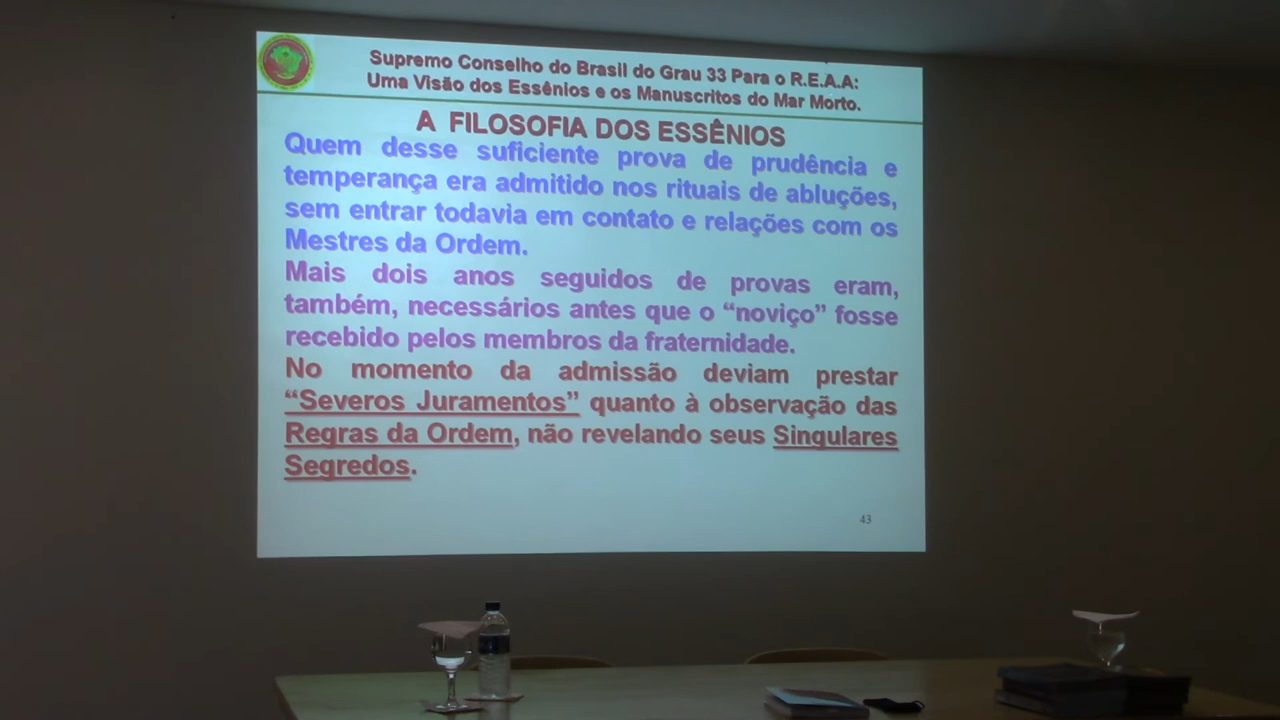 Supremo Conselho do Brasil do Grau 33 Para o R.E.A.A:
Uma Visão dos Essênios e os Manuscritos do Mar Morto.
A FILOSOFIA DOS ESSÊNIOS
Quem desse suficiente prova de prudência e
temperança era admitido nos rituais de abluções,
sem entrar todavia em contato e relações com os
Mestres da Ordem.
Mais dois anos seguidos de provas eram,
também, necessários antes que o “noviço” fosse
recebido pelos membros da fraternidade.
No momento da admissão deviam prestar
“Severos Juramentos” quanto à observação das
Regras da Ordem, não revelando seus Singulares
Segredos.
43